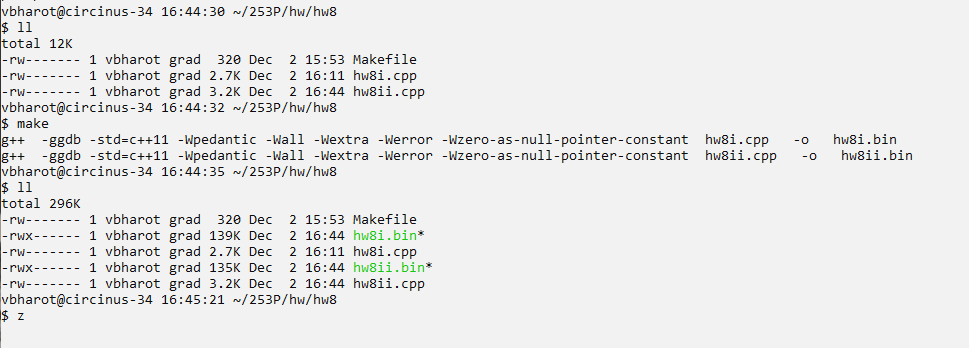 vbharot@circinus-34 16:44:30 ~/253P/hw/hw8
$ ll
total 12K
-rw------- 1 vbharot grad  320 Dec  2 15:53 Makefile
-rw------- 1 vbharot grad 2.7K Dec  2 16:11 hw8i.cpp
-rw------- 1 vbharot grad 3.2K Dec  2 16:44 hw8ii.cpp
vbharot@circinus-34 16:44:32 ~/253P/hw/hw8
$ make
g++  -ggdb -std=c++11 -Wpedantic -Wall -Wextra -Werror -Wzero-as-null-pointer-constant  hw8i.cpp   -o   hw8i.bin
g++  -ggdb -std=c++11 -Wpedantic -Wall -Wextra -Werror -Wzero-as-null-pointer-constant  hw8ii.cpp   -o   hw8ii.bin
vbharot@circinus-34 16:44:35 ~/253P/hw/hw8
$ ll
total 296K
-rw------- 1 vbharot grad  320 Dec  2 15:53 Makefile
-rwx------ 1 vbharot grad 139K Dec  2 16:44 hw8i.bin*
-rw------- 1 vbharot grad 2.7K Dec  2 16:11 hw8i.cpp
-rwx------ 1 vbharot grad 135K Dec  2 16:44 hw8ii.bin*
-rw------- 1 vbharot grad 3.2K Dec  2 16:44 hw8ii.cpp
vbharot@circinus-34 16:45:21 ~/253P/hw/hw8
$ z